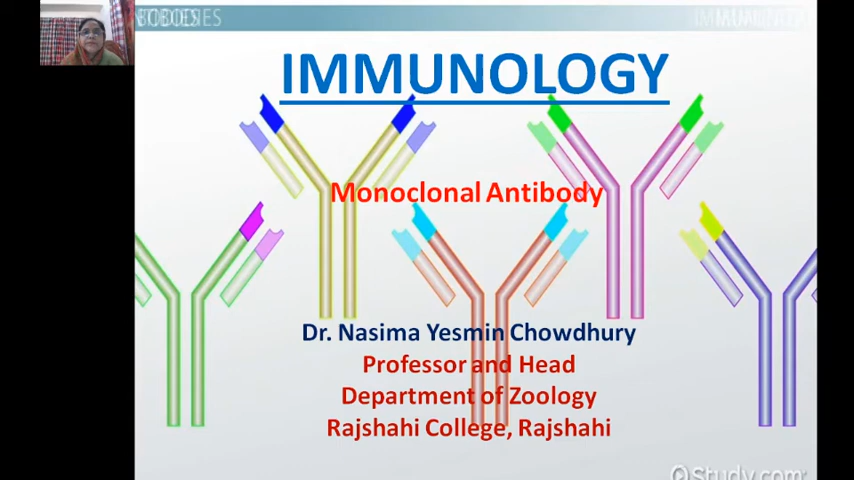 IMMUNOLOGY
Monoclonal Antibody
Dr. Nasima Yesmin Chowdhury
Professor and Head
Department of Zoology
Rajshahi College, Rajshahi
Study.com